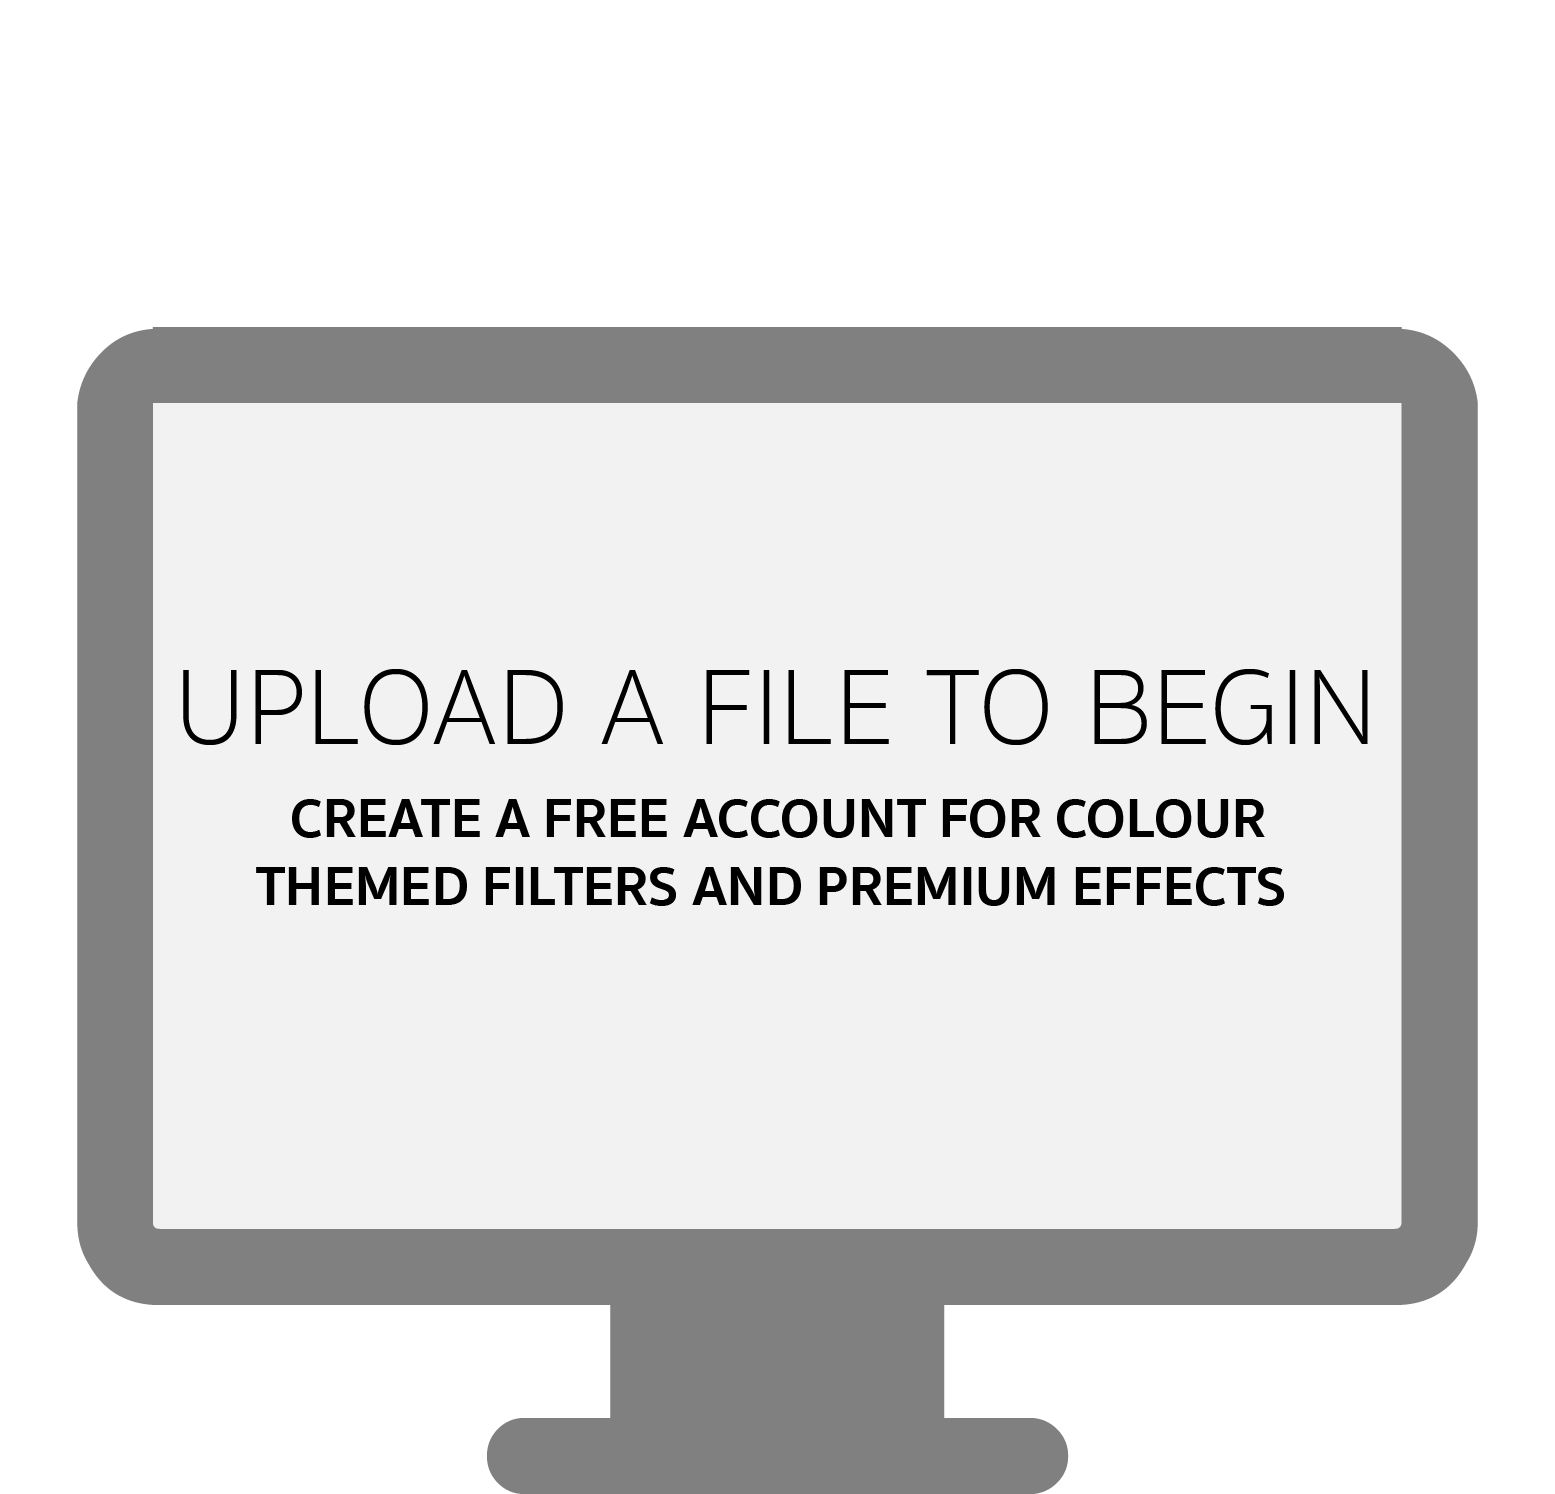 UPLOAD A FILE TO BEGIN
CREATE A FREE ACCOUNT FOR COLOUR
THEMED FILTERS AND PREMIUM EFFECTS